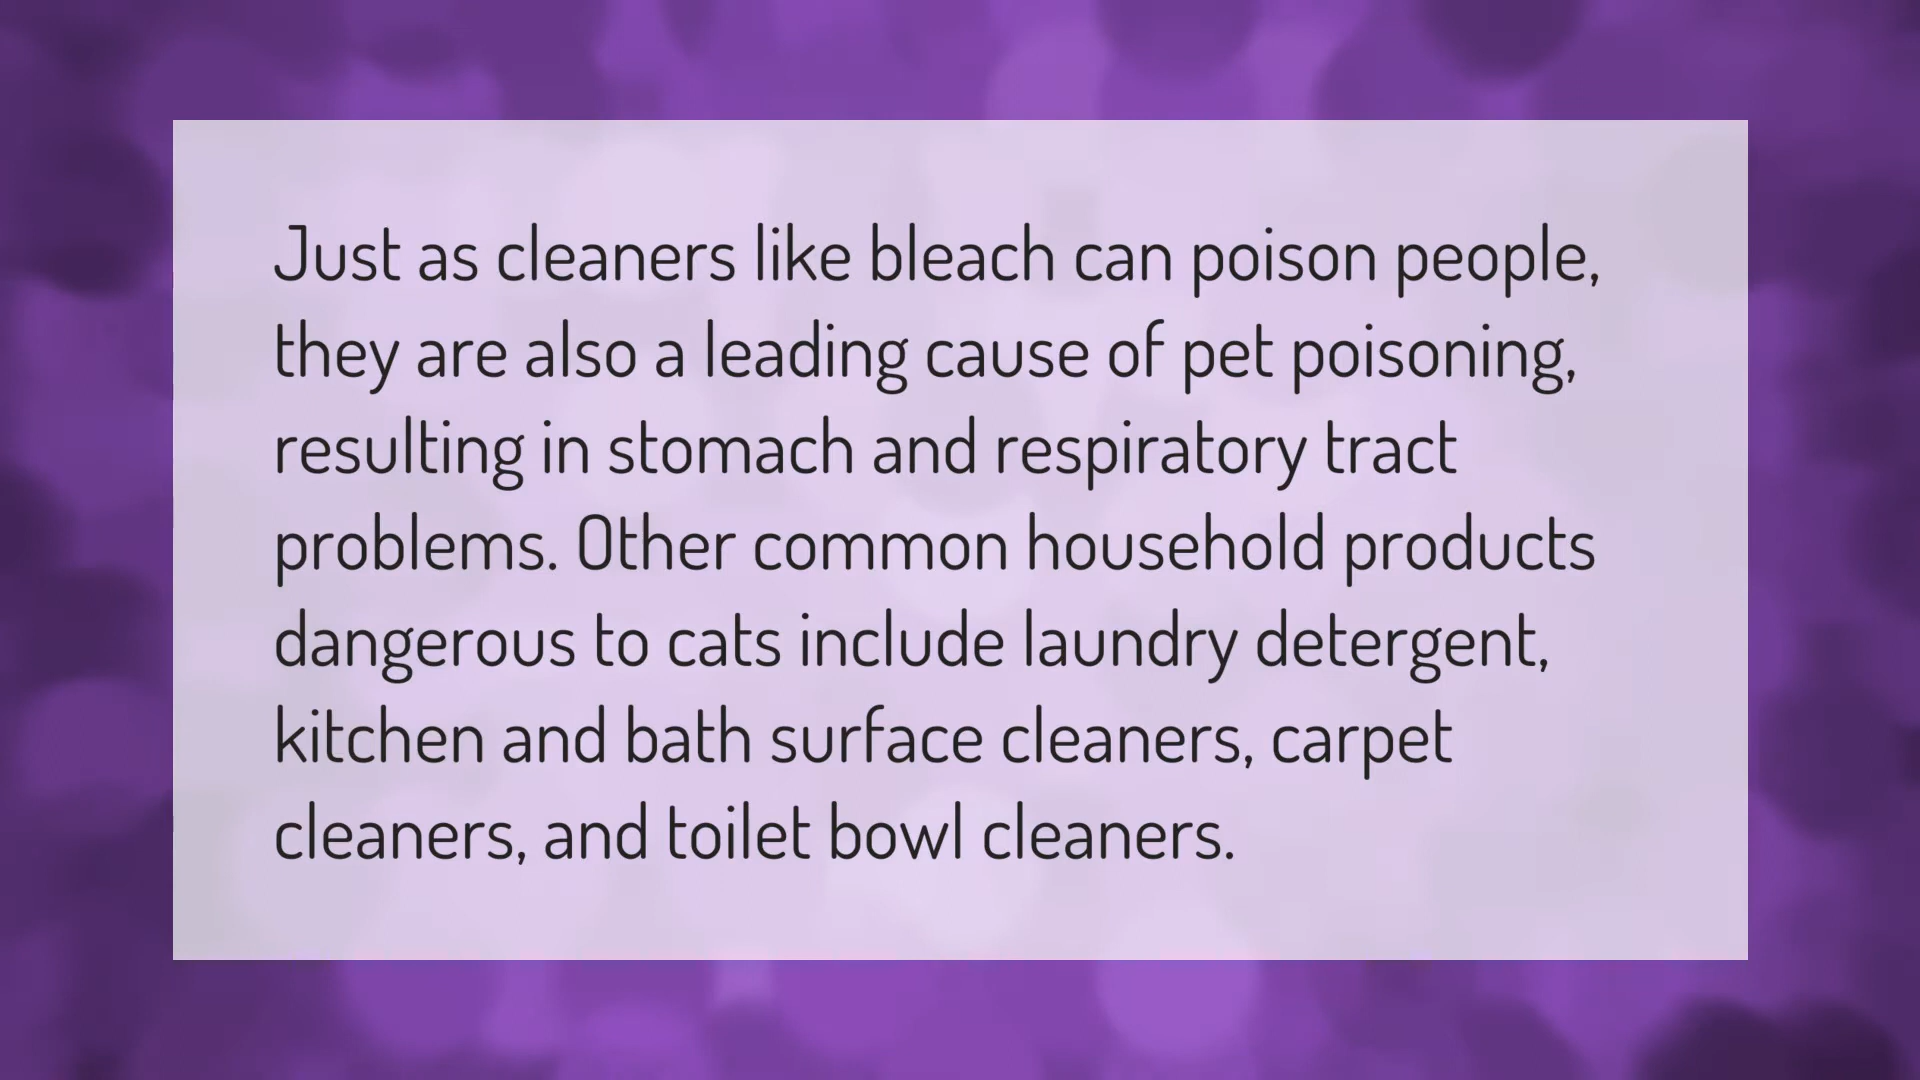 Just as cleaners like bleach can poison people,
they are also a leading cause of pet poisoning,
resulting in stomach and respiratory tract
problems. Other common household products
dangerous to cats include laundry detergent,
kitchen and bath surface cleaners, carpet
cleaners, and toilet bowl cleaners.